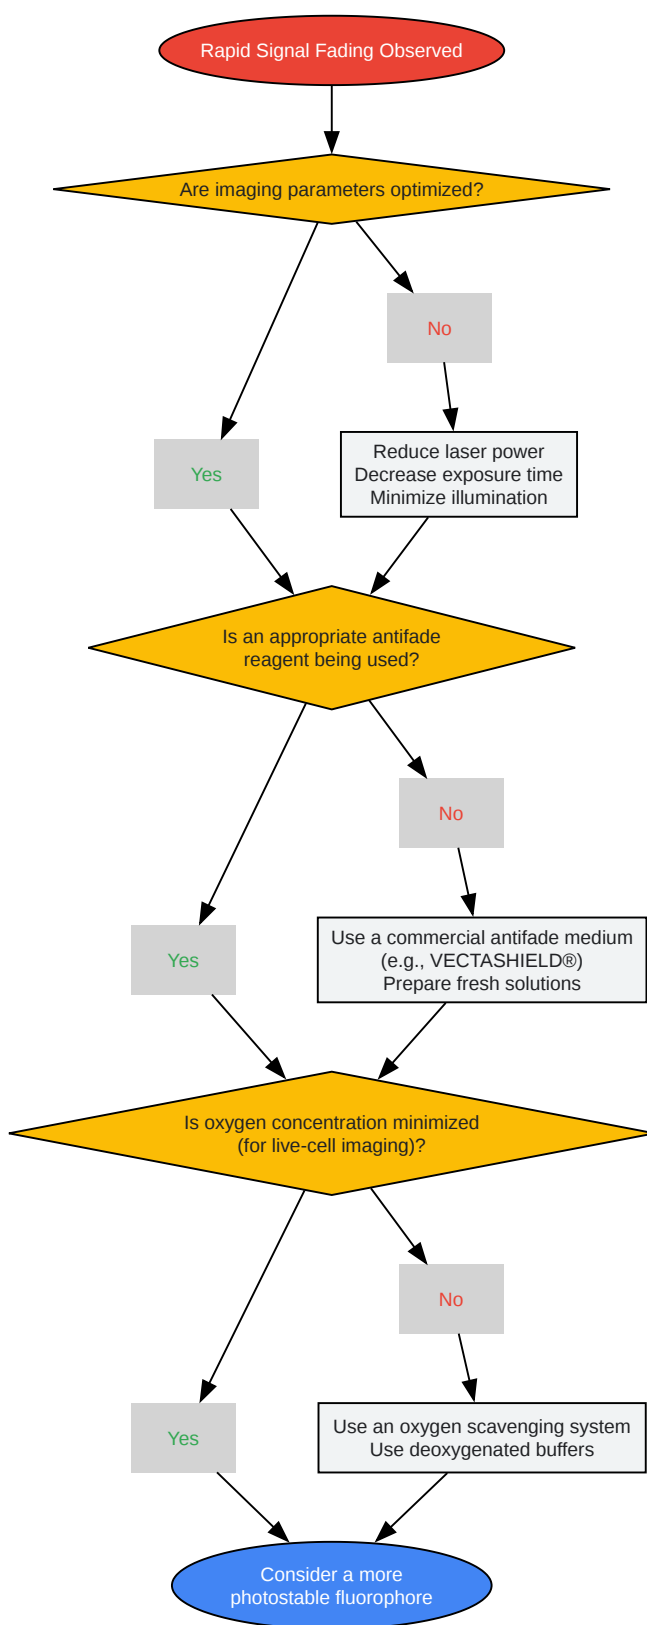 Rapid Signal Fading Observed
Are imaging parameters optimized?
No
Reduce laser power
Decrease exposure time
Minimize illumination
Yes
Is an appropriate antifade
reagent being used?
No
Use a commercial antifade medium
(e.g., VECTASHIELD®)
Prepare fresh solutions
Yes
Is oxygen concentration minimized
(for live-cell imaging)?
No
Use an oxygen scavenging system
Use deoxygenated buffers
Yes
Consider a more
photostable fluorophore